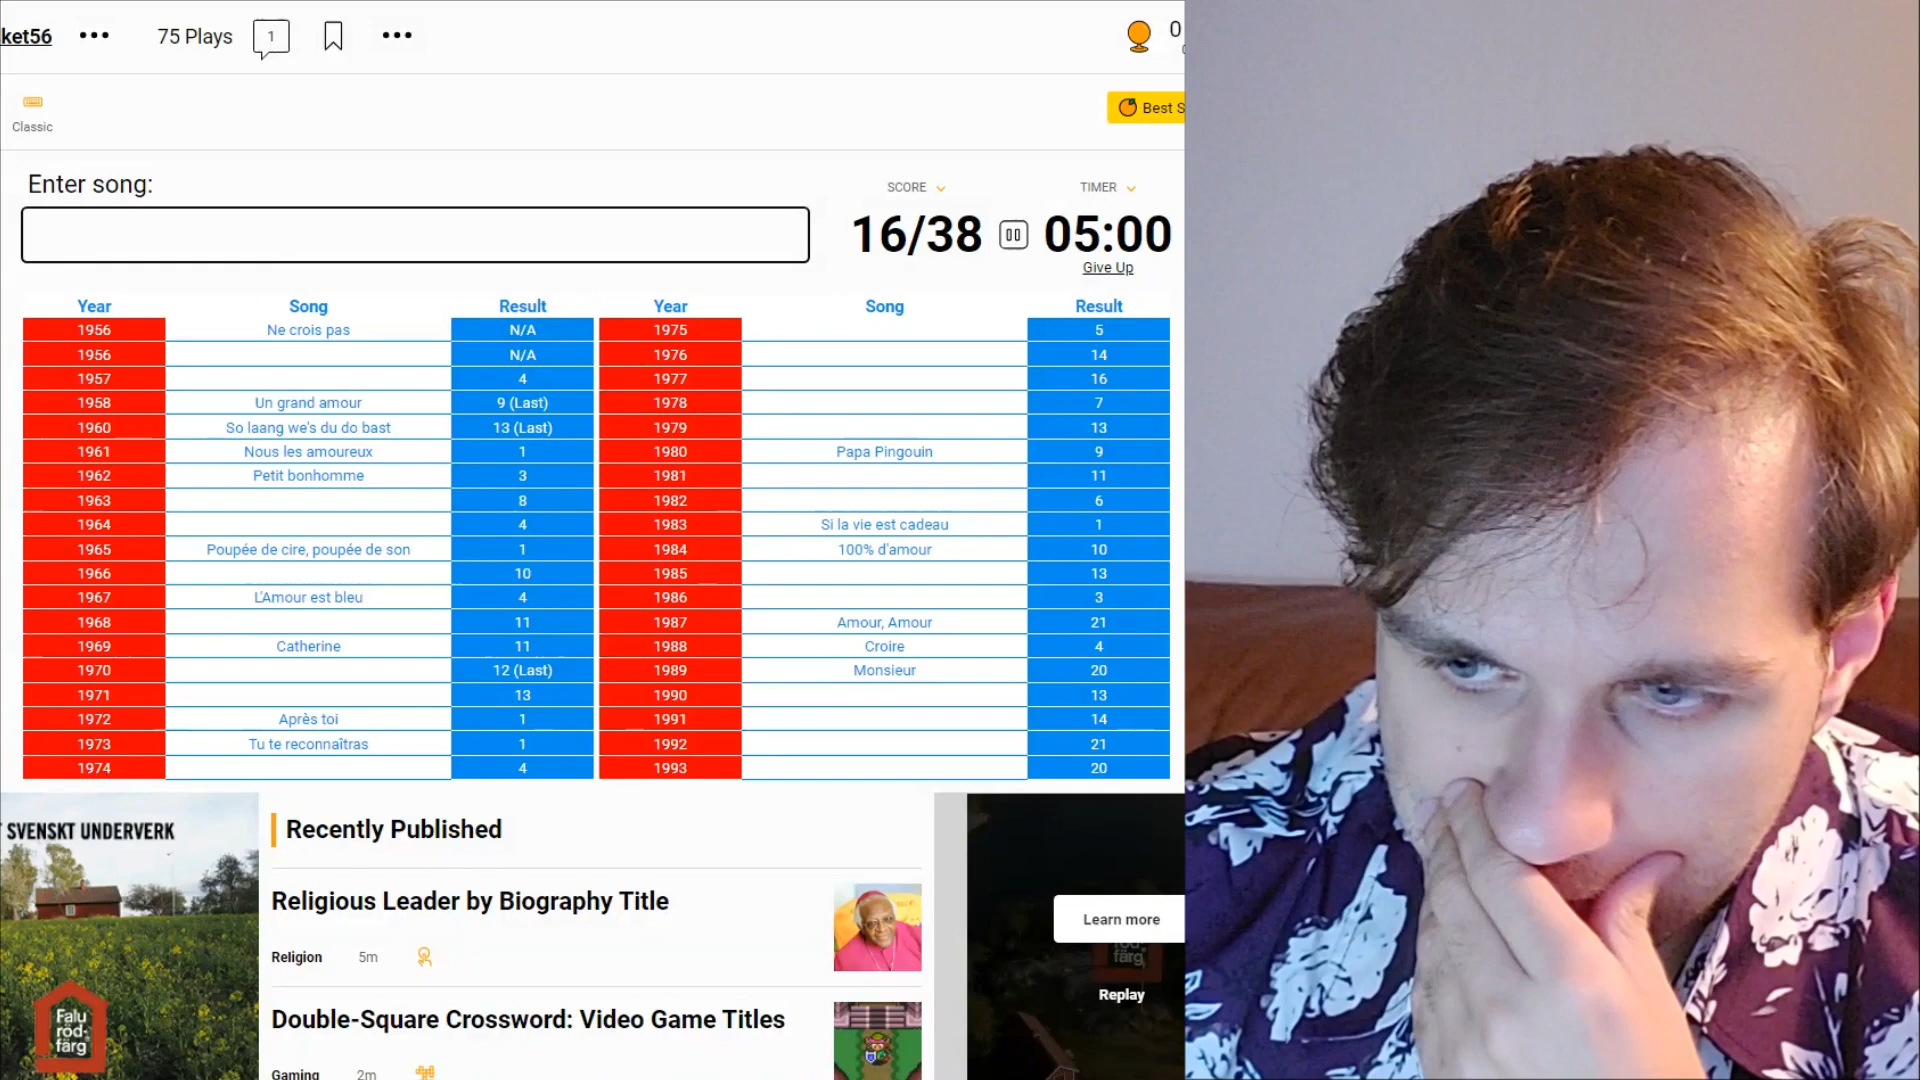 ket56 ••• 75 Plays 1 ••• 0
Classic
Best S
Enter song:
SCORE TIMER
16/38 05:00
Give Up
Year Song Result Year Song Result
1956 Ne crois pas N/A 1975 5
1956 N/A 1976 14
1957 4 1977 16
1958 Un grand amour 9 (Last) 1978 7
1960 So laang we's du do bast 13 (Last) 1979 13
1961 Nous les amoureux 1 1980 Papa Pingouin 9
1962 Petit bonhomme 3 1981 11
1963 8 1982 6
1964 4 1983 Si la vie est cadeau 1
1965 Poupée de cire, poupée de son 1 1984 100% d'amour 10
1966 10 1985 13
1967 L'Amour est bleu 4 1986 3
1968 11 1987 Amour, Amour 21
1969 Catherine 11 1988 Croire 4
1970 12 (Last) 1989 Monsieur 20
1971 13 1990 13
1972 Après toi 1 1991 14
1973 Tu te reconnaîtras 1 1992 21
1974 4 1993 20
SVENSKT UNDERVERK
Falu
röd-
färg
Recently Published
Religious Leader by Biography Title
Religion 5m
Double-Square Crossword: Video Game Titles
Gaming 2m
Learn more
färg
Replay